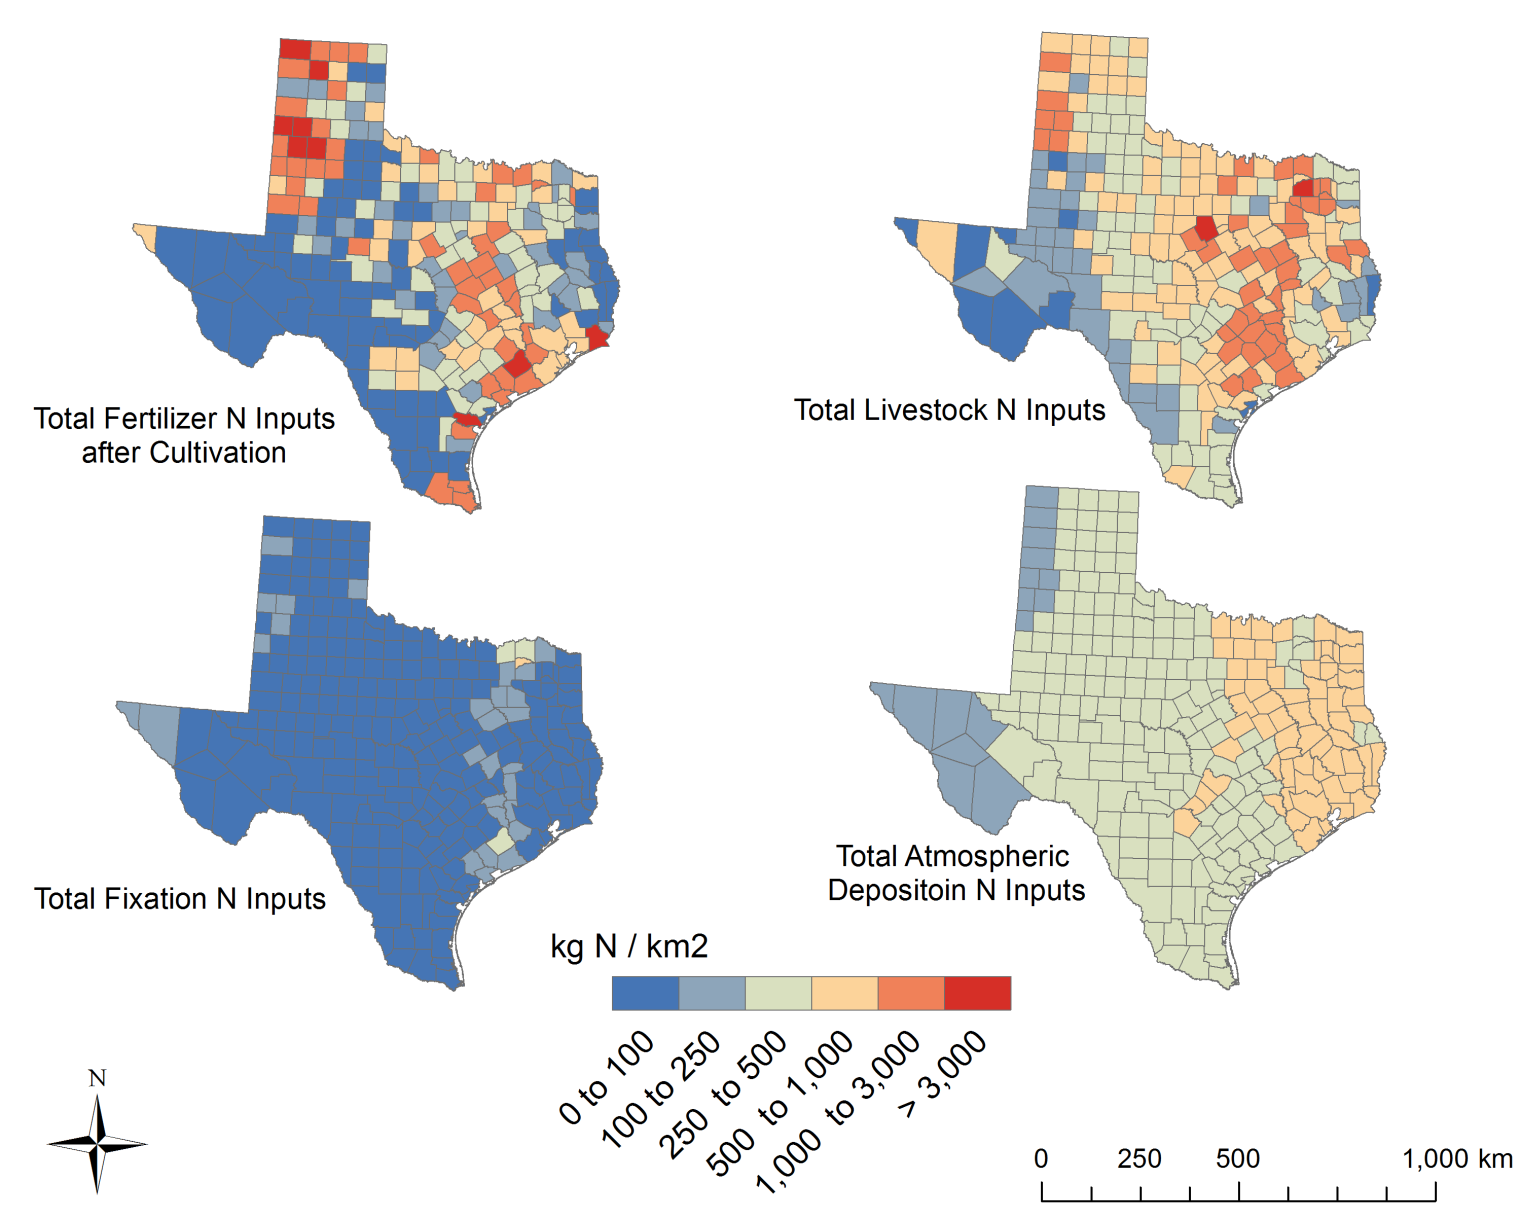 Total Fertilizer N Inputs
after Cultivation
Total Livestock N Inputs
Total Fixation N Inputs
Total Atmospheric
Depositoin N Inputs
kg N / km2
0 to 100
100 to 250
250 to 500
500 to 1,000
1,000 to 3,000
> 3,000
N
0 250 500 1,000 km